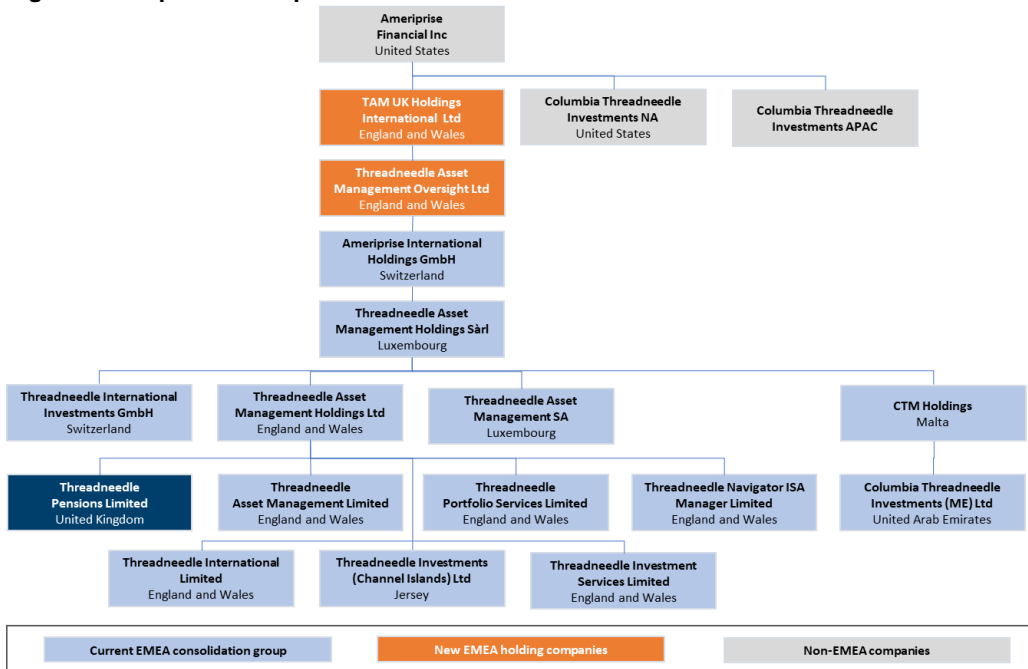 Ameriprise
Financial Inc
United States
TAM UK Holdings
International Ltd
England and Wales
Columbia Threadneedle
Investments NA
United States
Columbia Threadneedle
Investments APAC
Threadneedle Asset
Management Oversight Ltd
England and Wales
Ameriprise International
Holdings GmbH
Switzerland
Threadneedle Asset
Management Holdings Sàrl
Luxembourg
Threadneedle International
Investments GmbH
Switzerland
Threadneedle Asset
Management Holdings Ltd
England and Wales
Threadneedle Asset
Management SA
Luxembourg
CTM Holdings
Malta
Threadneedle
Pensions Limited
United Kingdom
Threadneedle
Asset Management Limited
England and Wales
Threadneedle
Portfolio Services Limited
England and Wales
Threadneedle Navigator ISA
Manager Limited
England and Wales
Columbia Threadneedle
Investments (ME) Ltd
United Arab Emirates
Threadneedle International
Limited
England and Wales
Threadneedle Investments
(Channel Islands) Ltd
Jersey
Threadneedle Investment
Services Limited
England and Wales
Current EMEA consolidation group
New EMEA holding companies
Non-EMEA companies